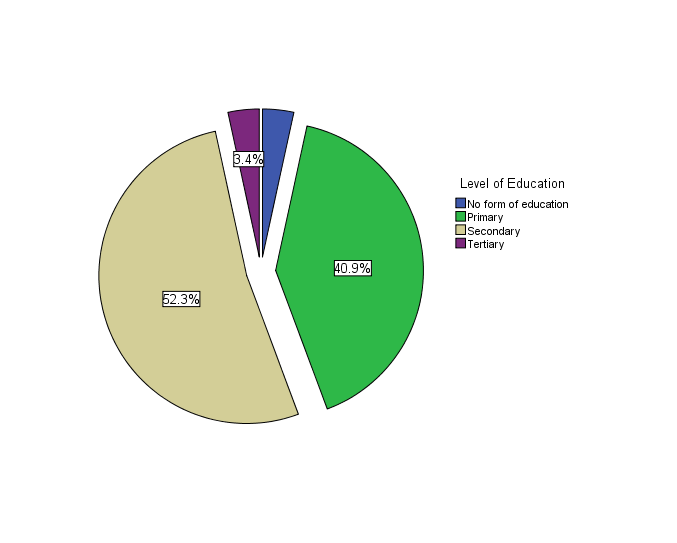 3.4%
40.9%
52.3%
Level of Education
No form of education
Primary
Secondary
Tertiary